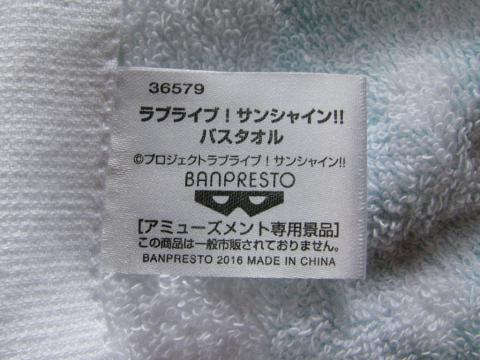 36579
ラブライブ！サンシャイン!!
バスタオル
©プロジェクトラブライブ！サンシャイン!!
BANPRESTO
［アミューズメント専用景品］
この商品は一般市販されておりません。
BANPRESTO 2016 MADE IN CHINA